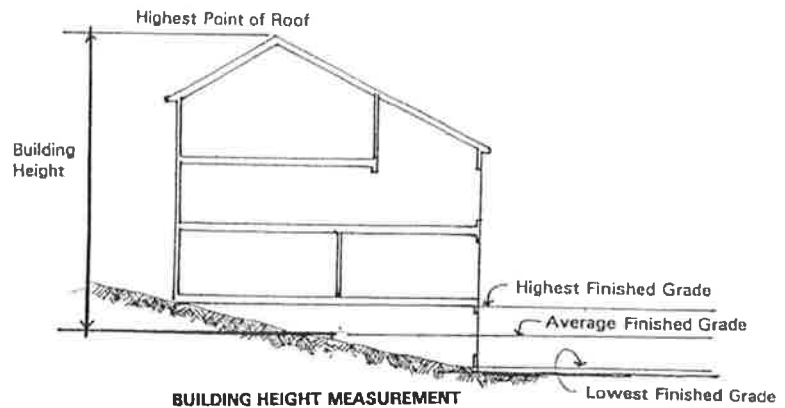 Highest Point of Roof
Building
Height
Highest Finished Grade
Average Finished Grade
Lowest Finished Grade
BUILDING HEIGHT MEASUREMENT